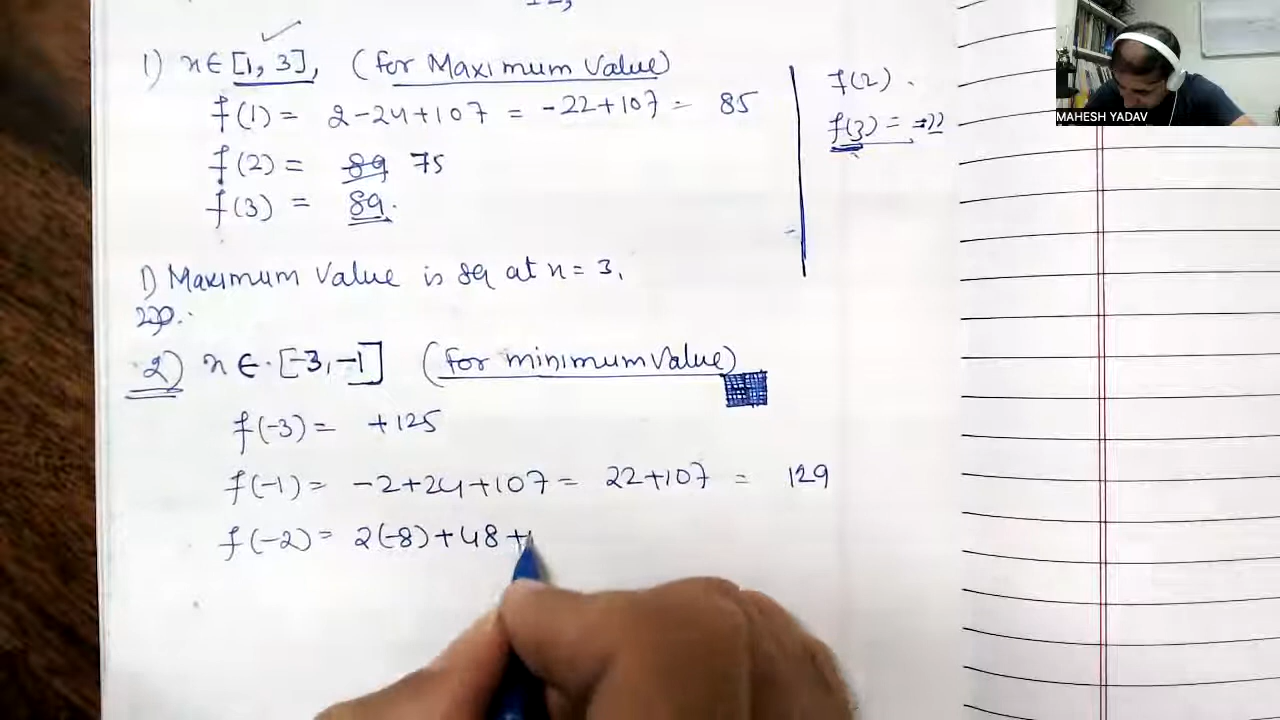 1) x ∈ [1, 3], (for Maximum Value)
f(1) = 2-24+107 = -22+107 = 85
f(2) = 89 75
f(3) = 89.
1) Maximum Value is 89 at x = 3.
2) x ∈ [-3, -1] (for minimum Value)
f(-3) = +125
f(-1) = -2+24+107 = 22+107 = 129
f(-2) = 2(-8)+48+
f(2).
f(3) =
MAHESH YADAV